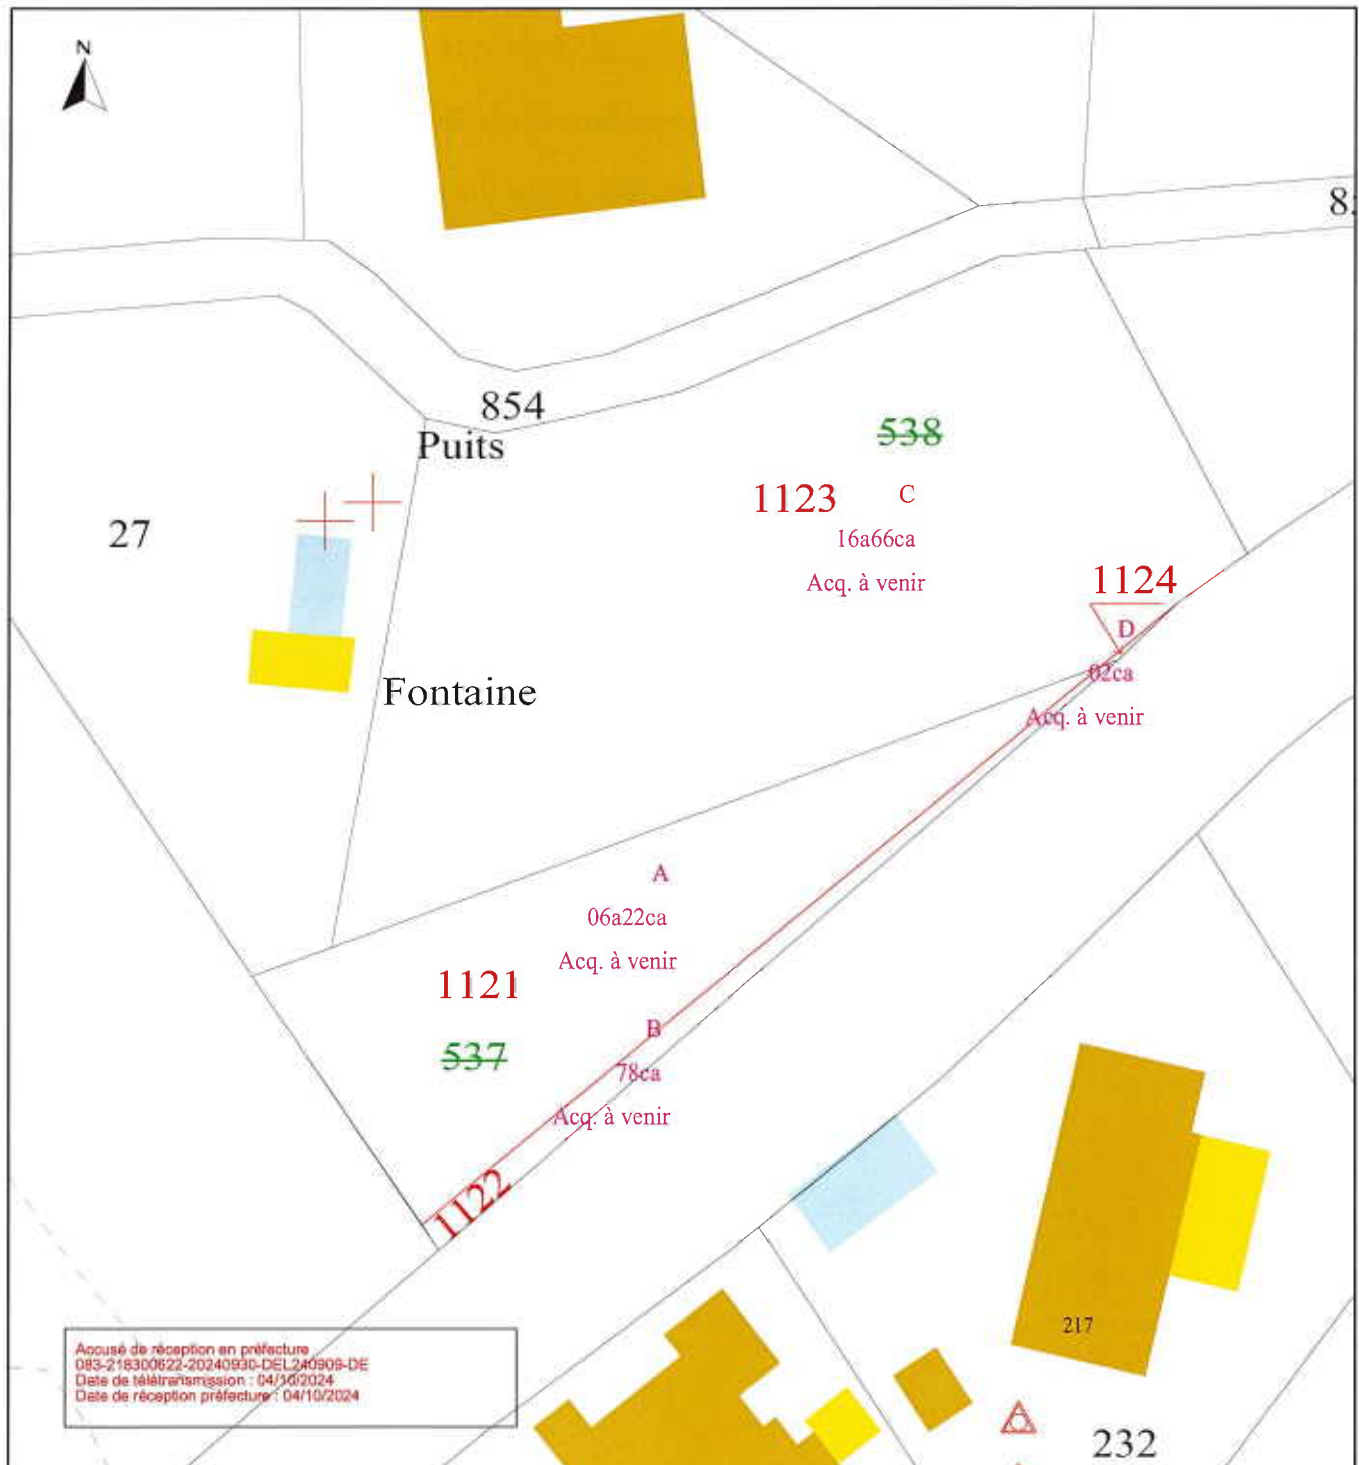 N
854
Puits
27
Fontaine
538
1123 C
16a66ca
Acq. à venir
1124
D
02ca
Acq. à venir
A
06a22ca
Acq. à venir
1121
537
B
78ca
Acq. à venir
1122
217
232
Accusé de réception en préfecture
083-218300622-20240930-DEL240909-DE
Date de télétransmission : 04/10/2024
Date de réception préfecture : 04/10/2024